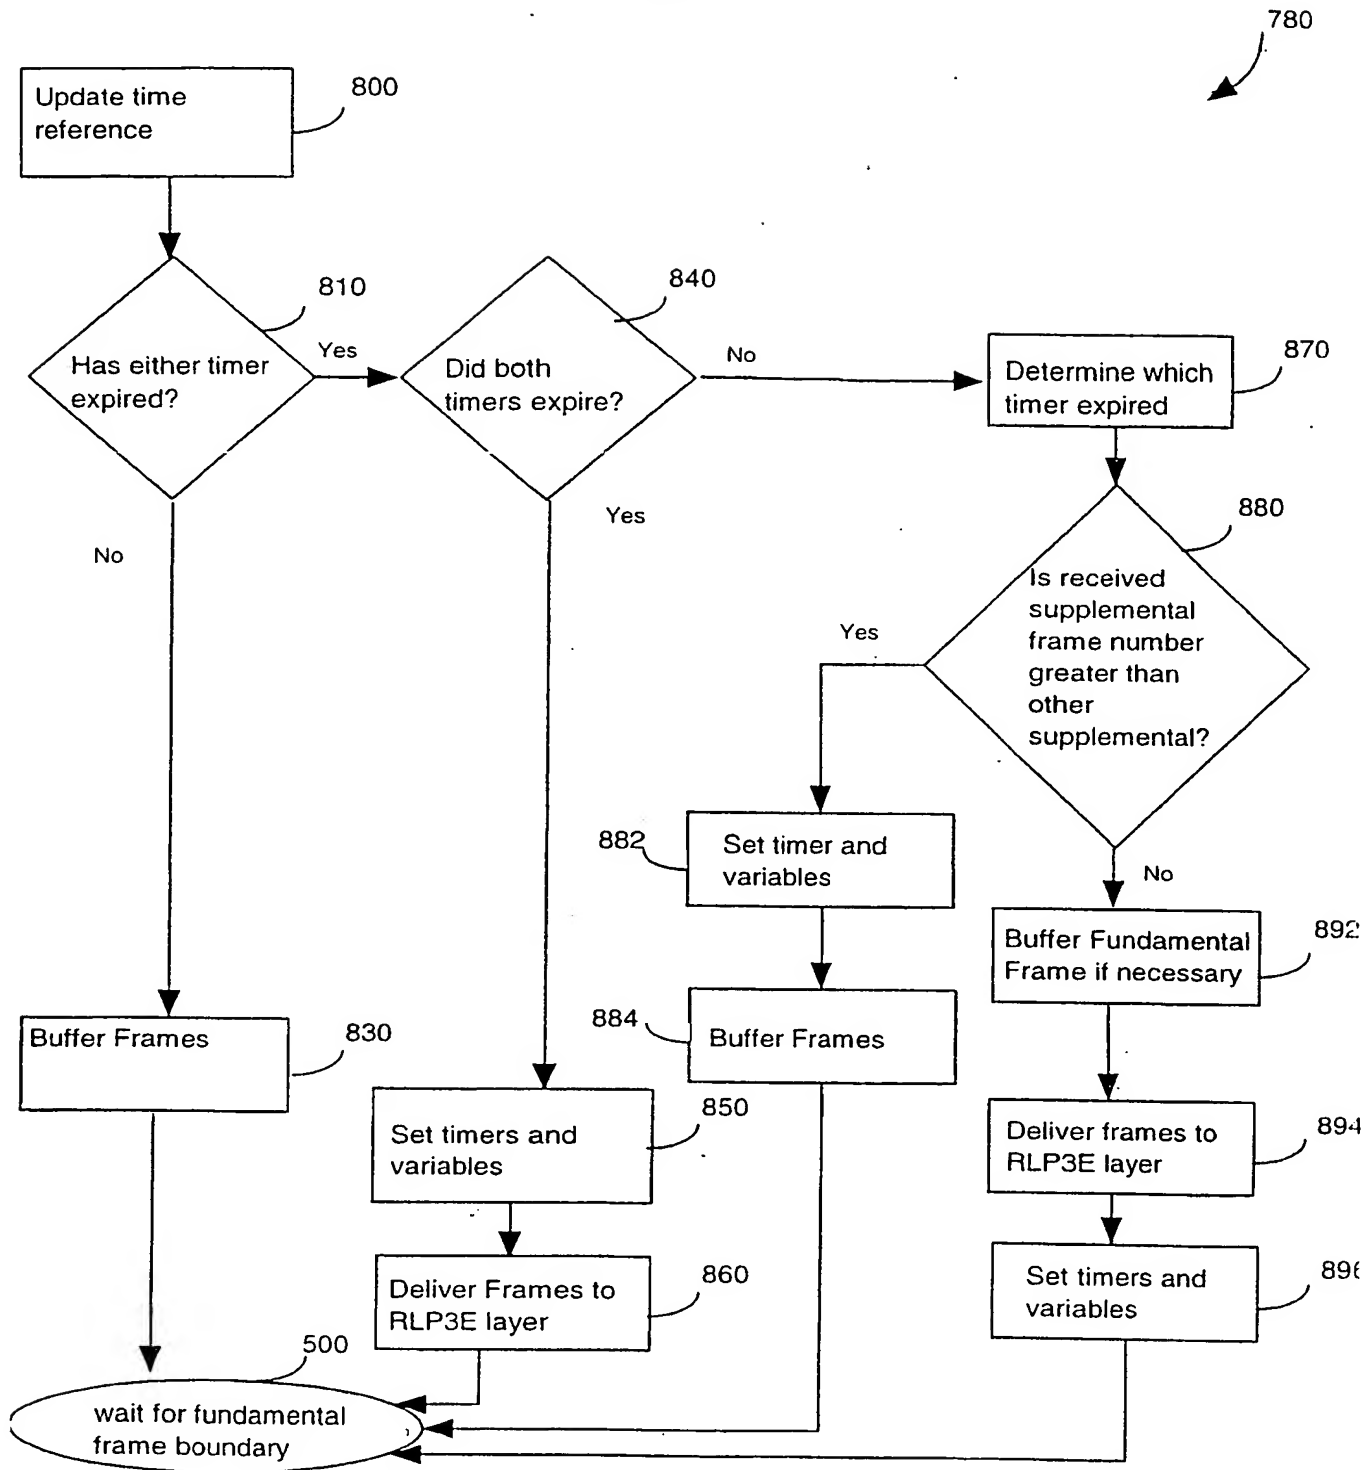 780
Update time
reference
800
Has either timer
expired?
810
Yes
No
Did both
timers expire?
840
No
Yes
Determine which
timer expired
870
Is received
supplemental
frame number
greater than
other
supplemental?
880
Yes
No
Set timer and
variables
882
Buffer Frames
884
Buffer Fundamental
Frame if necessary
892
Buffer Frames
830
Set timers and
variables
850
Deliver frames to
RLP3E layer
894
Deliver Frames to
RLP3E layer
860
Set timers and
variables
896
500
wait for fundamental
frame boundary